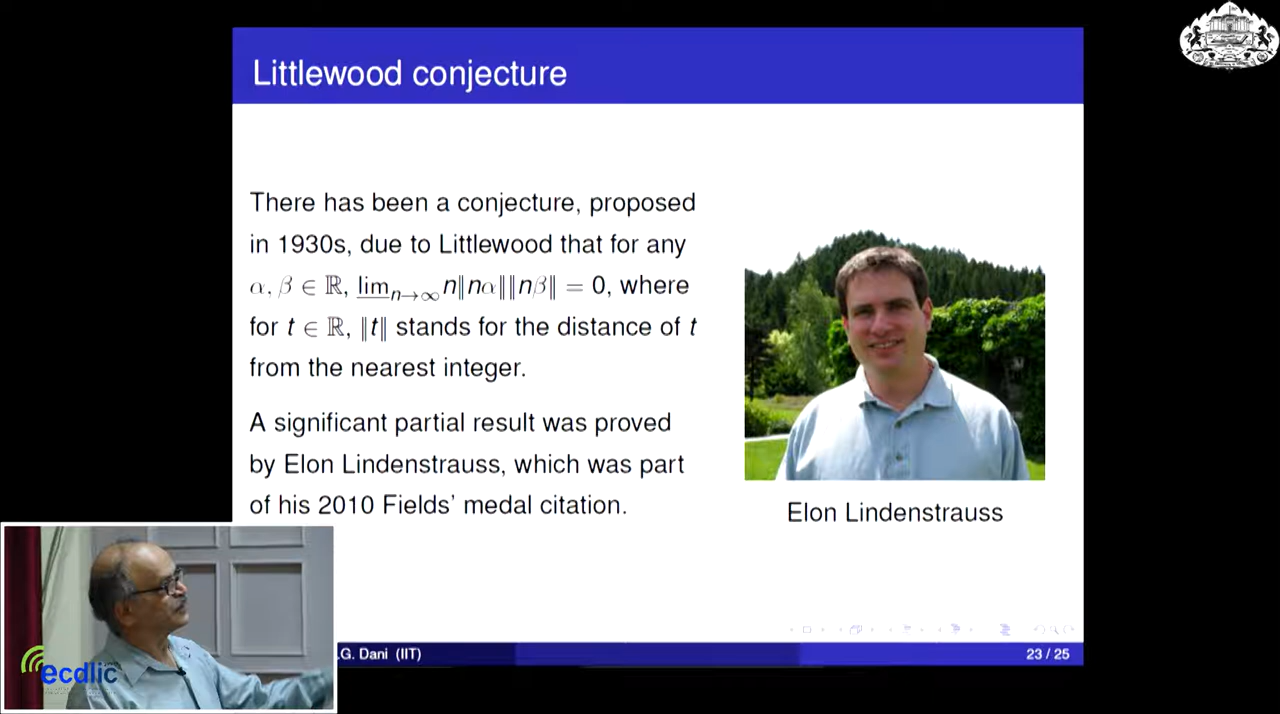 Littlewood conjecture
There has been a conjecture, proposed
in 1930s, due to Littlewood that for any
α, β ∈ ℝ, lim n→∞ n‖nα‖‖nβ‖ = 0, where
for t ∈ ℝ, ‖t‖ stands for the distance of t
from the nearest integer.
A significant partial result was proved
by Elon Lindenstrauss, which was part
of his 2010 Fields' medal citation.
Elon Lindenstrauss
ecdlic
.G. Dani (IIT)
23 / 25